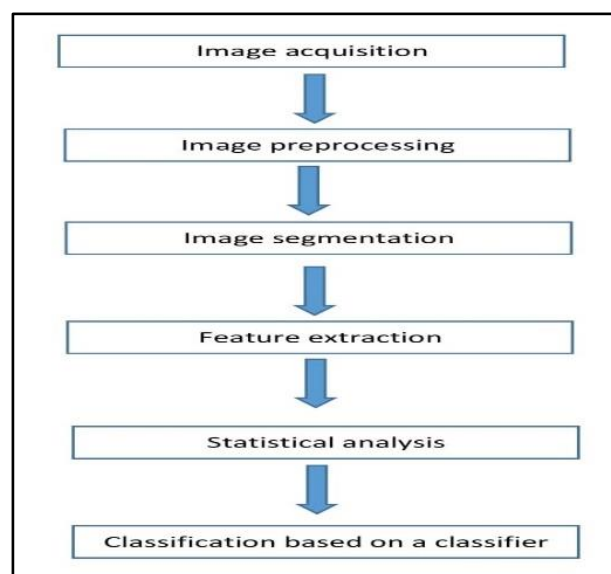 Image acquisition
Image preprocessing
Image segmentation
Feature extraction
Statistical analysis
Classification based on a classifier